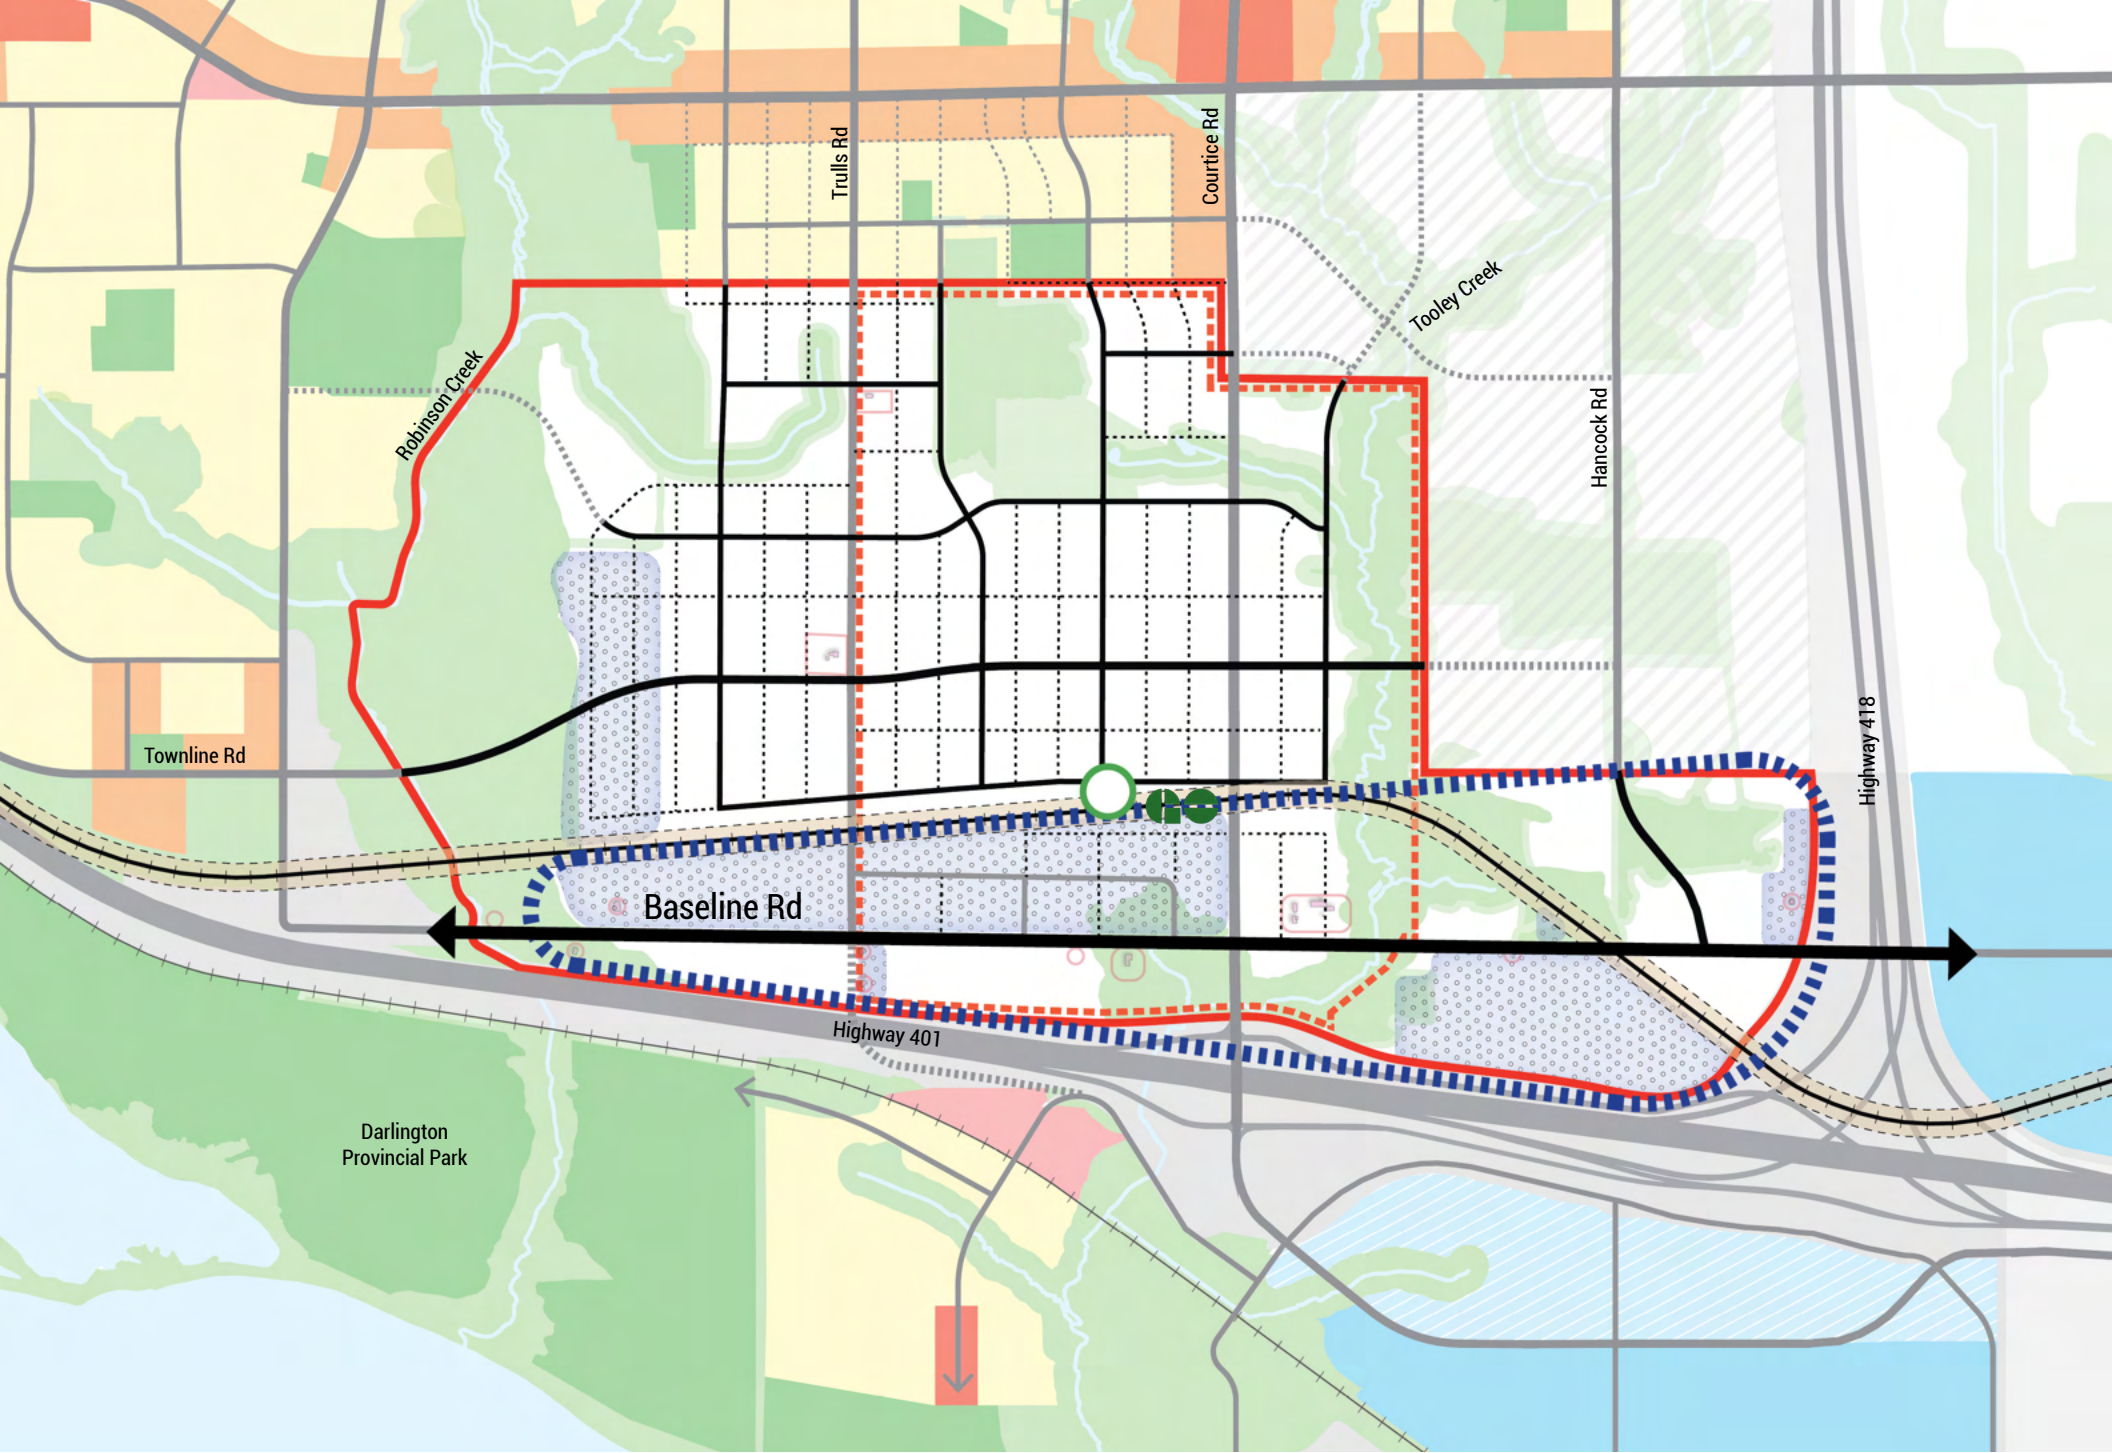 Trulls Rd
Courtice Rd
Tooley Creek
Robinson Creek
Hancock Rd
Highway 418
Townline Rd
Baseline Rd
Highway 401
Darlington
Provincial Park